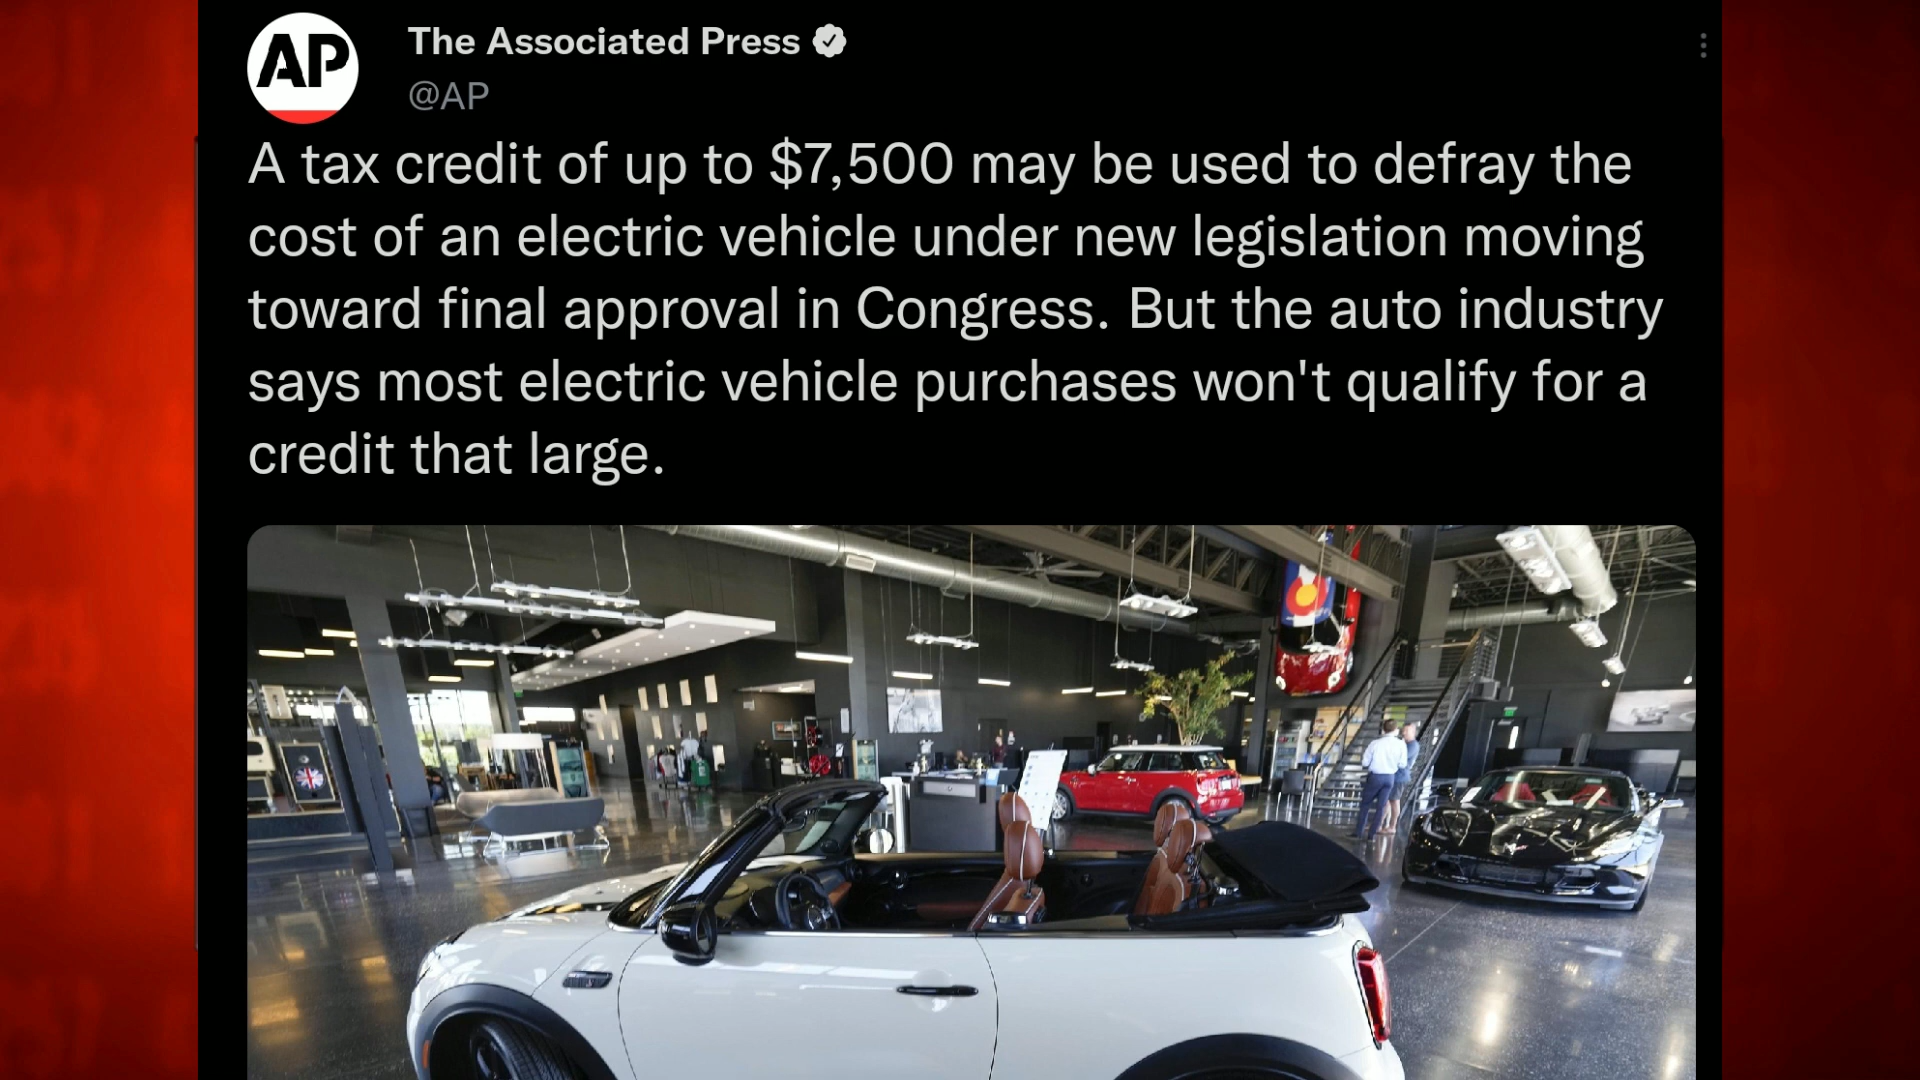 AP
The Associated Press
@AP
A tax credit of up to $7,500 may be used to defray the
cost of an electric vehicle under new legislation moving
toward final approval in Congress. But the auto industry
says most electric vehicle purchases won't qualify for a
credit that large.